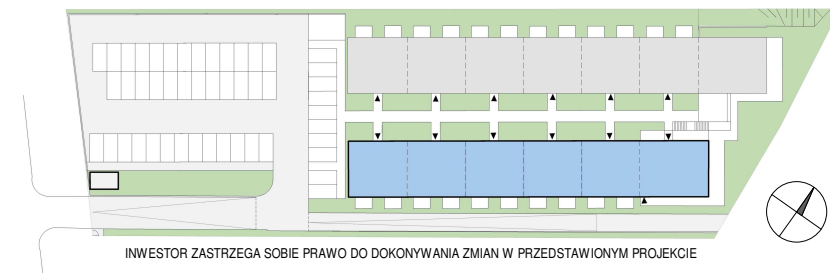 INWESTOR ZASTRZEGA SOBIE PRAWO DO DOKONYWANIA ZMIAN W PRZEDSTAWIONYM PROJEKCIE